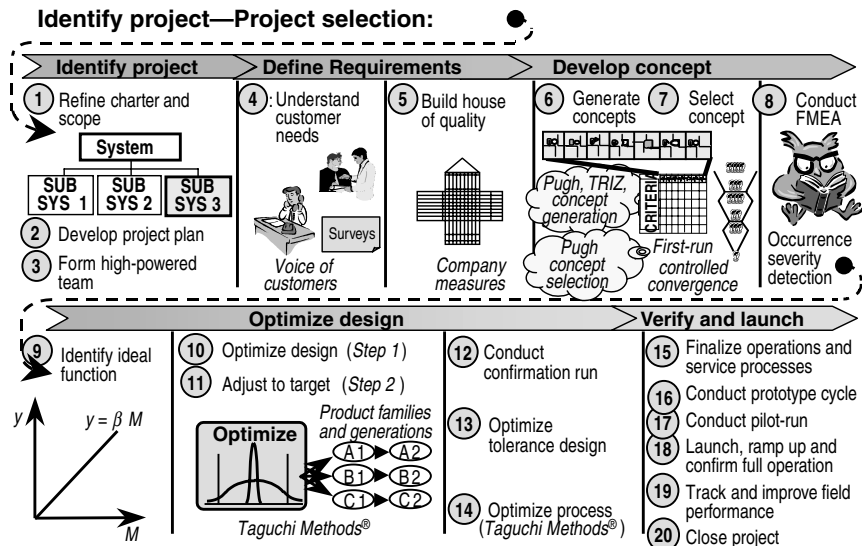 Identify project—Project selection:
Identify project
Define Requirements
Develop concept
1 Refine charter and
scope
System
SUB
SYS 1
SUB
SYS 2
SUB
SYS 3
2 Develop project plan
3 Form high-powered
team
4 : Understand
customer
needs
Surveys
Voice of
customers
5 Build house
of quality
Company
measures
6 Generate
concepts
7 Select
concept
Pugh, TRIZ,
concept
generation
CRITERIA
Pugh
concept
selection
First-run
controlled
convergence
8 Conduct
FMEA
Occurrence
severity
detection
Optimize design
Verify and launch
9 Identify ideal
function
y
y = β M
M
10 Optimize design (Step 1)
11 Adjust to target (Step 2)
Product families
and generations
Optimize
A1 A2
B1 B2
C1 C2
Taguchi Methods®
12 Conduct
confirmation run
13 Optimize
tolerance design
14 Optimize process
(Taguchi Methods®)
15 Finalize operations and
service processes
16 Conduct prototype cycle
17 Conduct pilot-run
18 Launch, ramp up and
confirm full operation
19 Track and improve field
performance
20 Close project